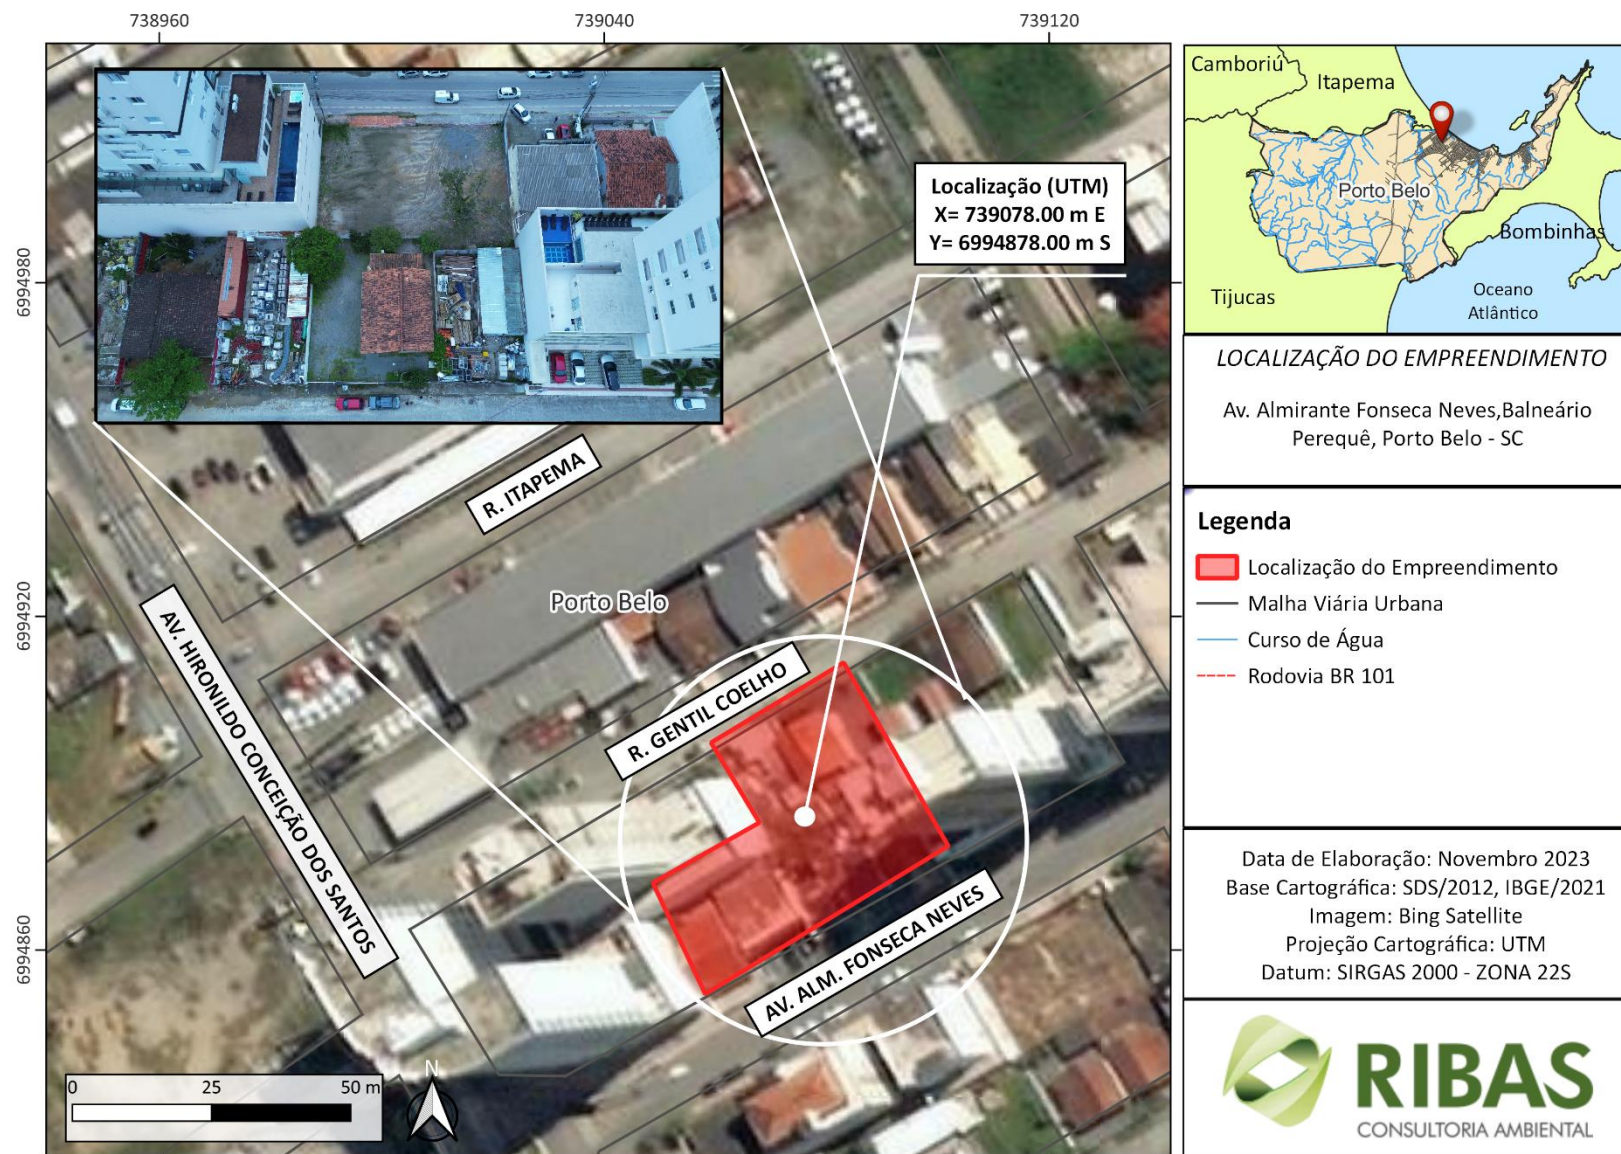 738960
739040
739120
6994980
6994920
6994860
Localização (UTM)
X= 739078.00 m E
Y= 6994878.00 m S
R. ITAPEMA
Porto Belo
AV. HIRONILDO CONCEIÇÃO DOS SANTOS
R. GENTIL COELHO
AV. ALM. FONSECA NEVES
0 25 50 m
N
Camboriú
Itapema
Porto Belo
Bombinhas
Tijucas
Oceano
Atlântico
LOCALIZAÇÃO DO EMPREENDIMENTO
Av. Almirante Fonseca Neves,Balneário
Perequê, Porto Belo - SC
Legenda
Localização do Empreendimento
Malha Viária Urbana
Curso de Água
Rodovia BR 101
Data de Elaboração: Novembro 2023
Base Cartográfica: SDS/2012, IBGE/2021
Imagem: Bing Satellite
Projeção Cartográfica: UTM
Datum: SIRGAS 2000 - ZONA 22S
RIBAS
CONSULTORIA AMBIENTAL